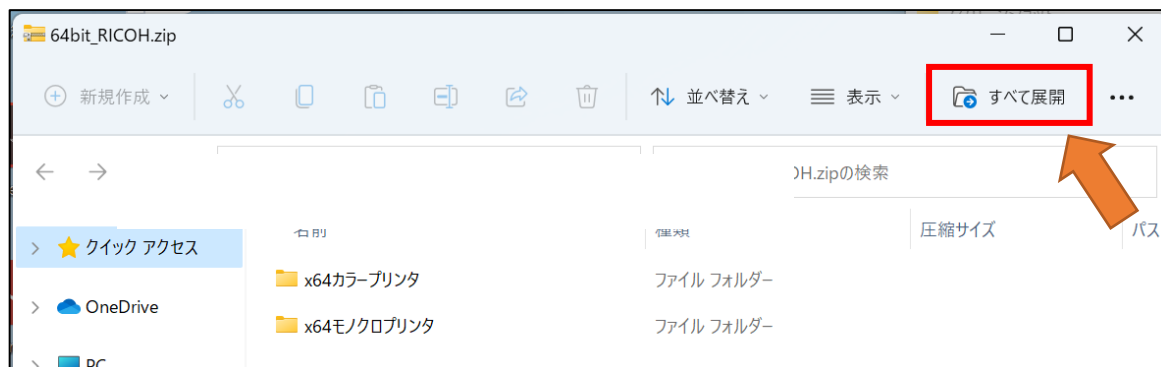 64bit_RICOH.zip
新規作成
並べ替え
表示
すべて展開
OH.zipの検索
名前
種類
圧縮サイズ
パス
クイック アクセス
x64カラープリンタ
ファイル フォルダー
OneDrive
x64モノクロプリンタ
ファイル フォルダー
PC